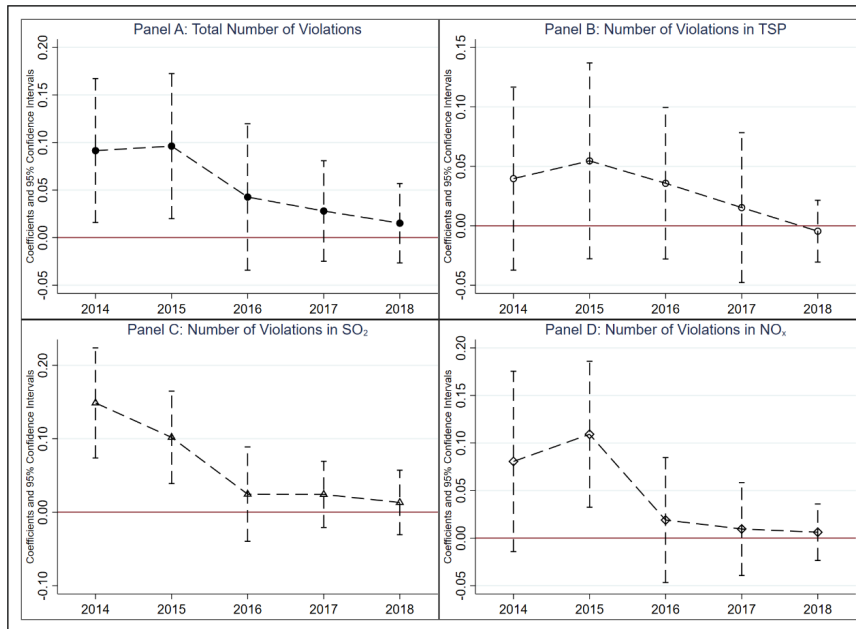 Panel A: Total Number of Violations
Coefficients and 95% Confidence Intervals
0.20
0.15
0.10
0.05
0.00
-0.05
2014 2015 2016 2017 2018
Panel B: Number of Violations in TSP
Coefficients and 95% Confidence Intervals
0.15
0.10
0.05
0.00
-0.05
2014 2015 2016 2017 2018
Panel C: Number of Violations in SO₂
Coefficients and 95% Confidence Intervals
0.20
0.10
0.00
-0.10
2014 2015 2016 2017 2018
Panel D: Number of Violations in NOₓ
Coefficients and 95% Confidence Intervals
0.20
0.15
0.10
0.05
0.00
-0.05
2014 2015 2016 2017 2018